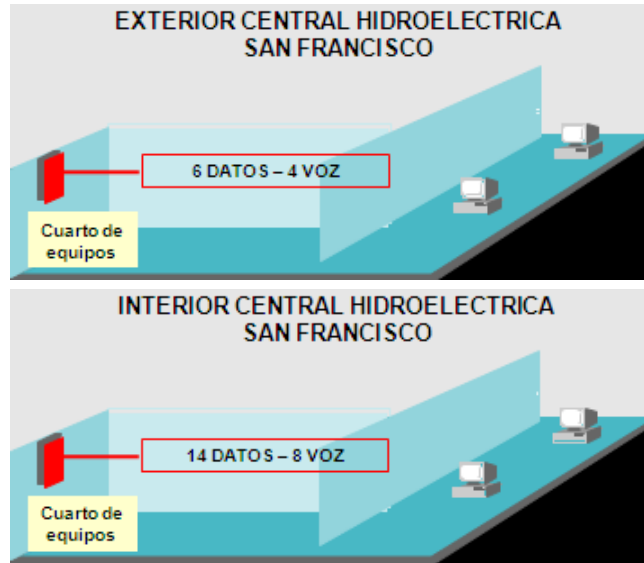 EXTERIOR CENTRAL HIDROELECTRICA
SAN FRANCISCO
6 DATOS – 4 VOZ
Cuarto de
equipos
INTERIOR CENTRAL HIDROELECTRICA
SAN FRANCISCO
14 DATOS – 8 VOZ
Cuarto de
equipos